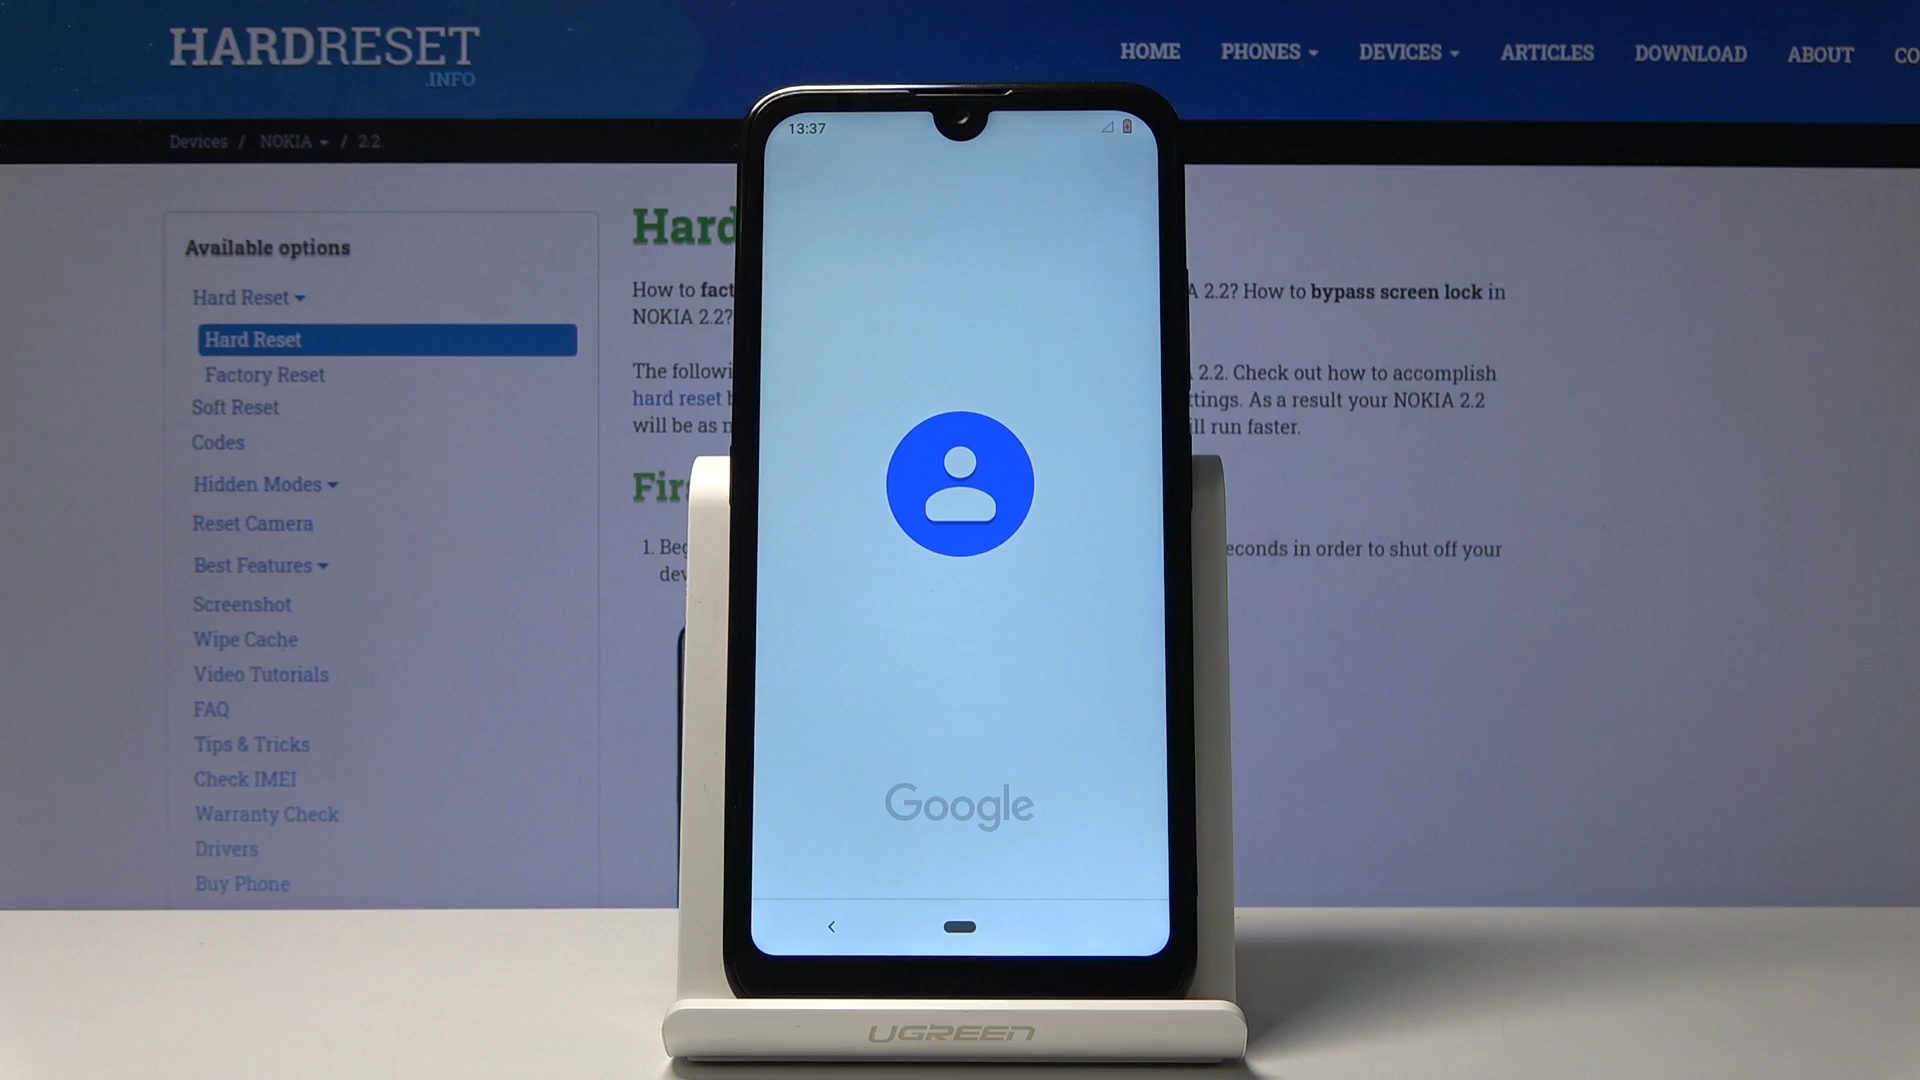 HARDRESET
.INFO
HOME PHONES DEVICES ARTICLES DOWNLOAD ABOUT CO
Devices / NOKIA / 2.2
Available options
Hard Reset
Hard Reset
Factory Reset
Soft Reset
Codes
Hidden Modes
Reset Camera
Best Features
Screenshot
Wipe Cache
Video Tutorials
FAQ
Tips & Tricks
Check IMEI
Warranty Check
Drivers
Buy Phone
Hard
How to fact A 2.2? How to bypass screen lock in
NOKIA 2.2?
The followi 2.2. Check out how to accomplish
hard reset ttings. As a result your NOKIA 2.2
will be as n ll run faster.
Fir
1. Beg econds in order to shut off your
dev
13:37
Google
UGREEN